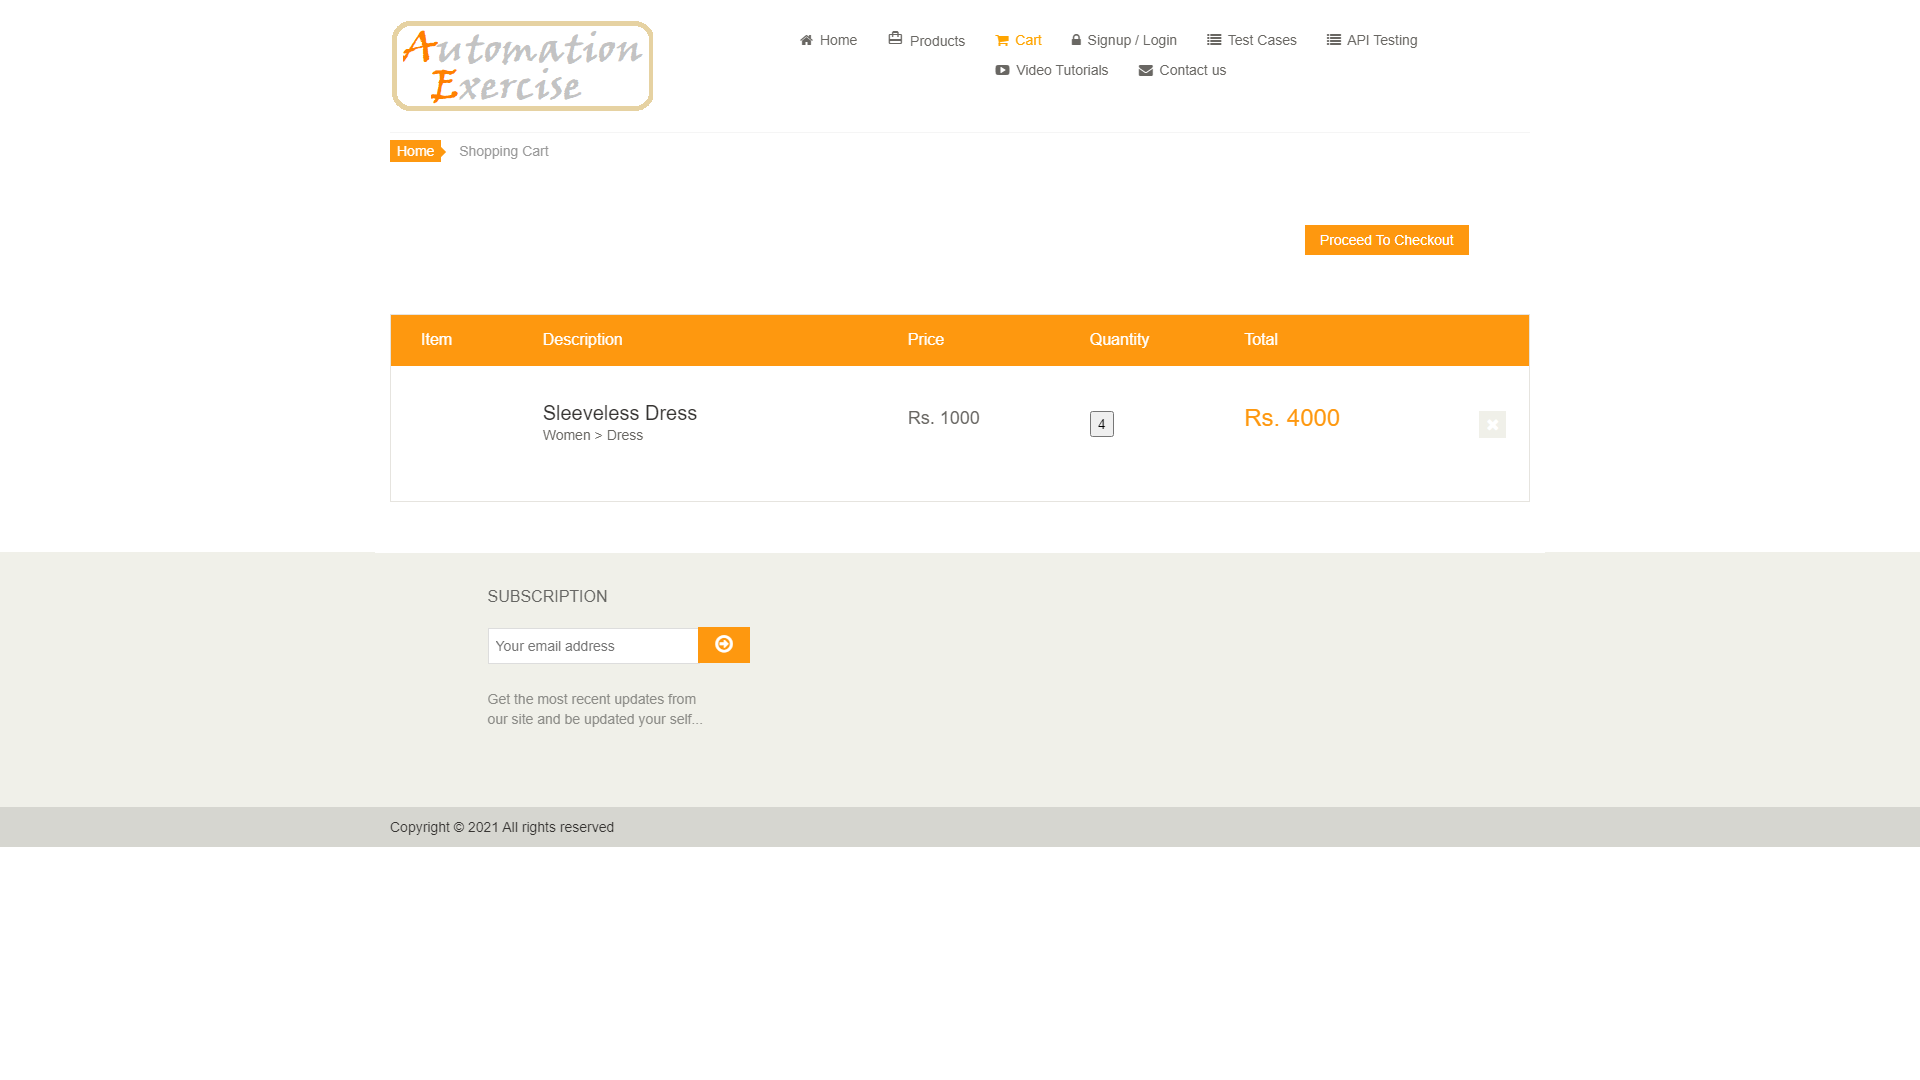 Automation
Exercise
Home
Products
Cart
Signup / Login
Test Cases
API Testing
Video Tutorials
Contact us
Home
Shopping Cart
Proceed To Checkout
Item Description Price Quantity Total
Sleeveless Dress
Women > Dress
Rs. 1000
4
Rs. 4000
SUBSCRIPTION
Your email address
Get the most recent updates from
our site and be updated your self...
Copyright © 2021 All rights reserved